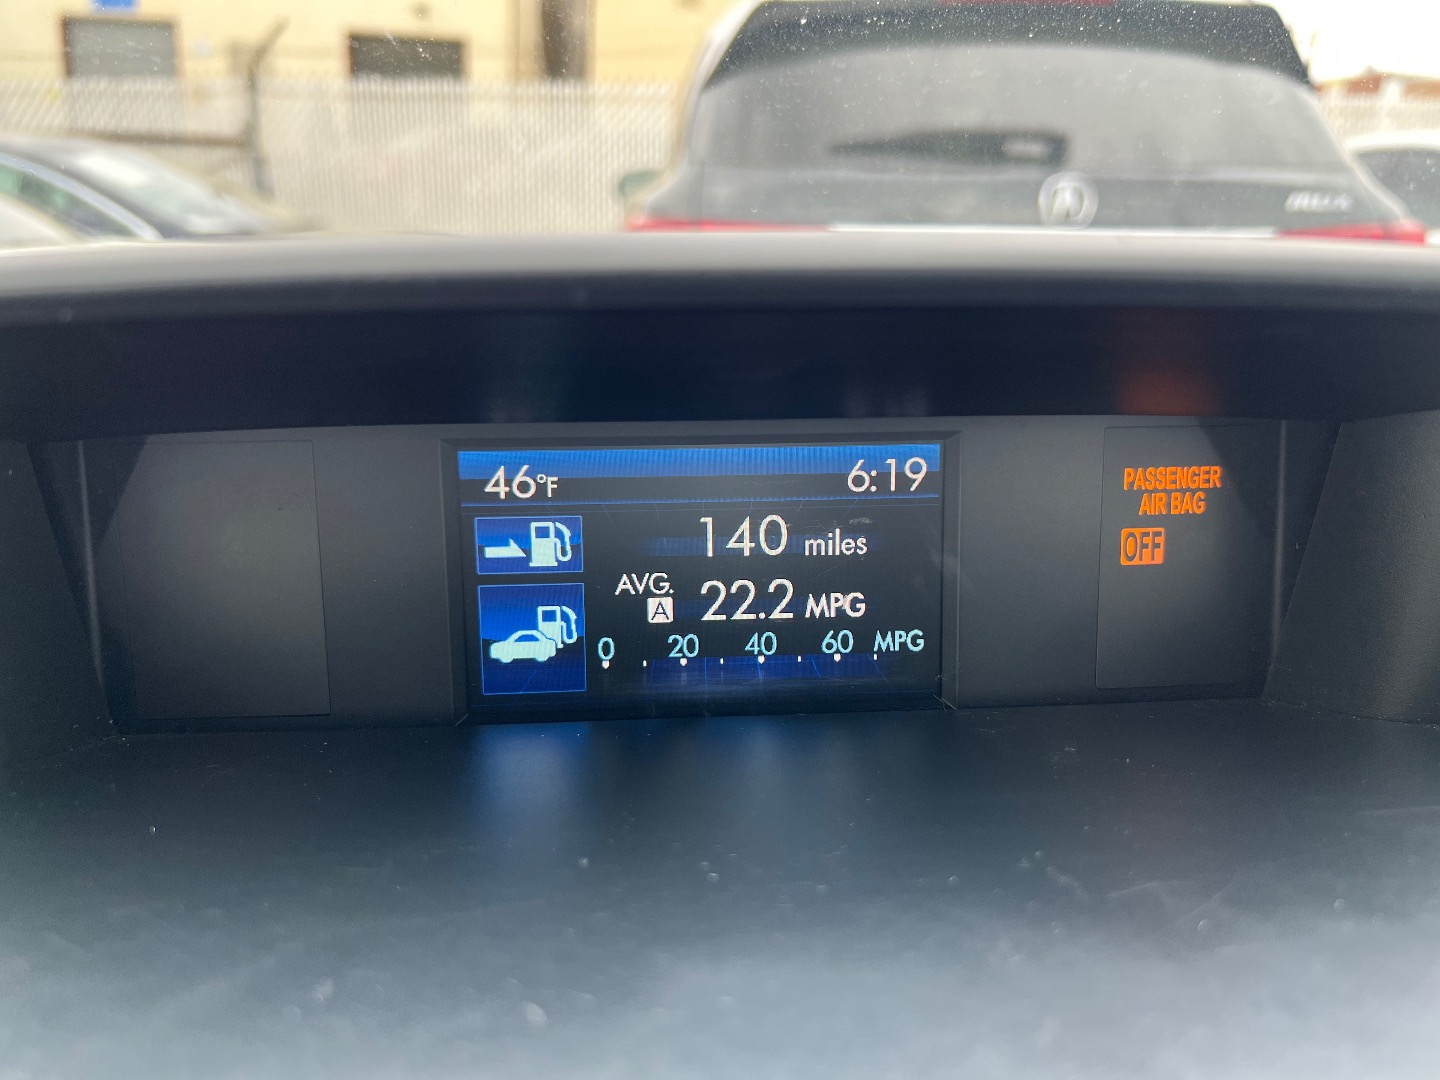 46°F 6:19
140 miles
AVG.
A 22.2 MPG
0 20 40 60 MPG
PASSENGER
AIR BAG
OFF